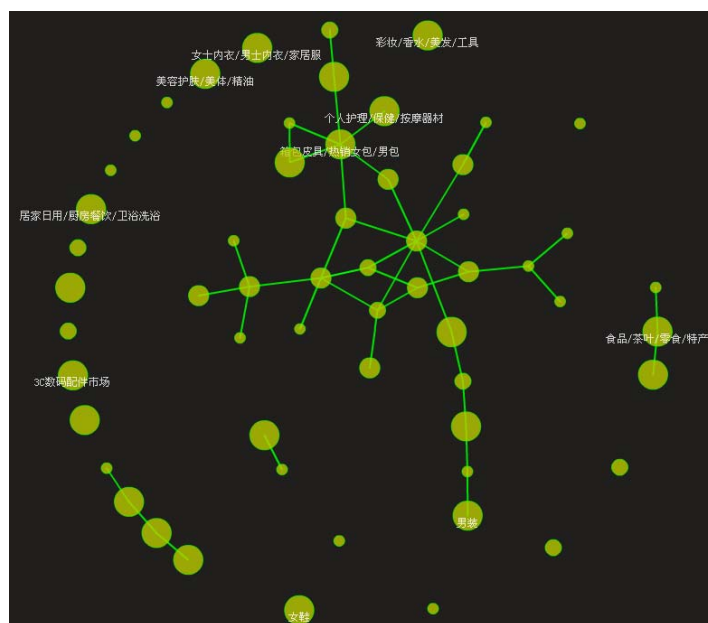 彩妆/香水/美发/工具
女士内衣/男士内衣/家居服
美容护肤/美体/精油
个人护理/保健/按摩器材
箱包皮具/热销女包/男包
居家日用/厨房餐饮/卫浴洗浴
食品/茶叶/零食/特产
3C数码配件市场
男装
女鞋